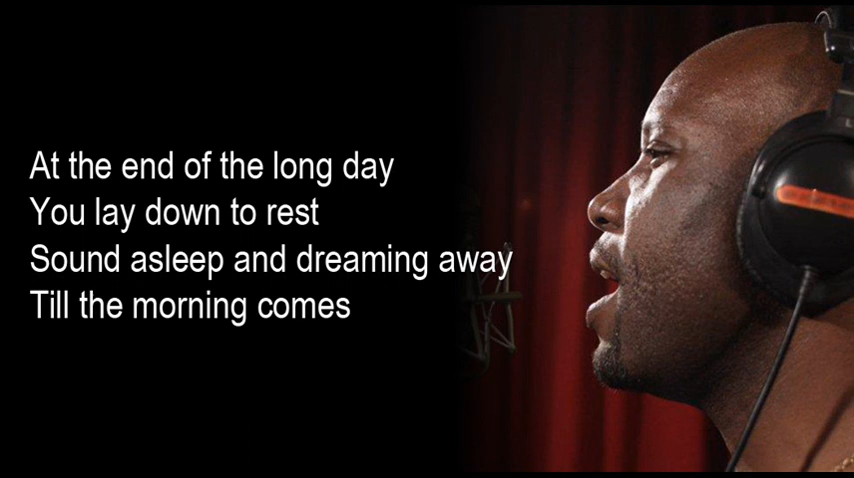 At the end of the long day
You lay down to rest
Sound asleep and dreaming away
Till the morning comes